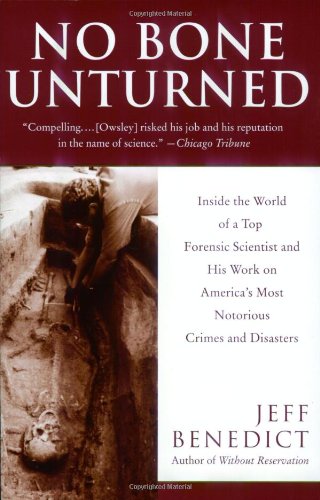 NO BONE
UNTURNED
“Compelling....[Owsley] risked his job and his reputation
in the name of science.” —Chicago Tribune
Inside the World
of a Top
Forensic Scientist and
His Work on
America’s Most
Notorious
Crimes and Disasters
JEFF
BENEDICT
Author of Without Reservation